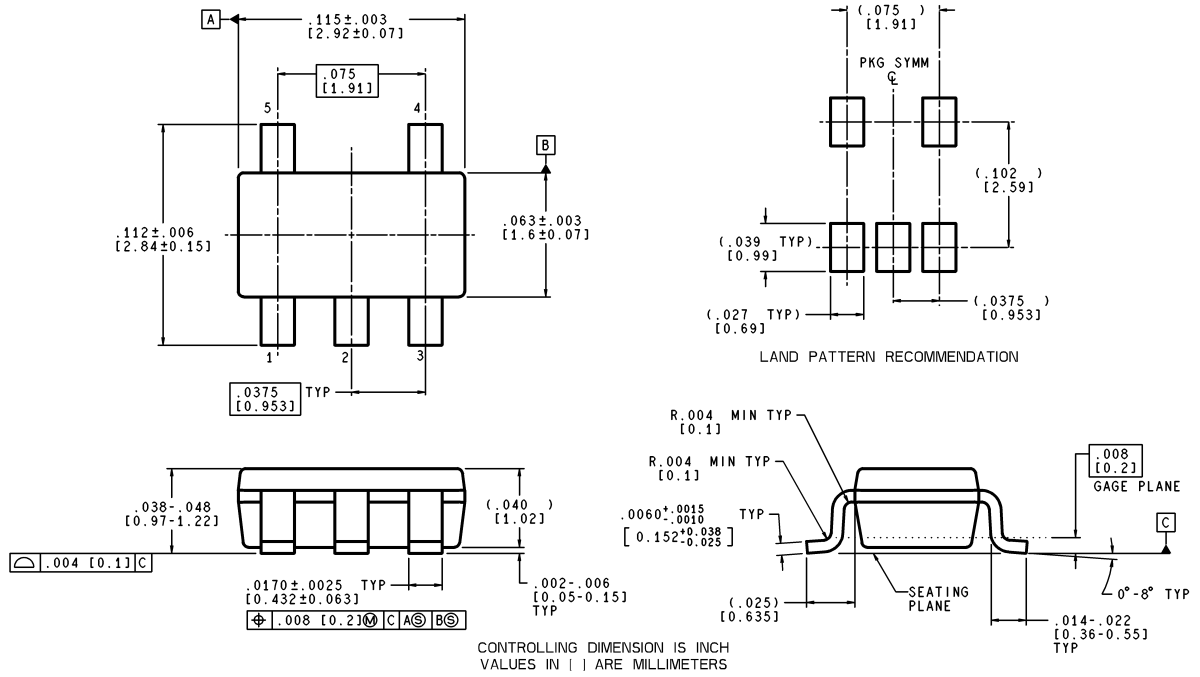 A
.115±.003
[2.92±0.07]
.075
[1.91]
5
4
B
.112±.006
[2.84±0.15]
.063±.003
[1.6±0.07]
1
2
3
.0375 TYP
[0.953]
(.075 )
[1.91]
PKG SYMM
℄
(.102 )
[2.59]
(.039 TYP)
[0.99]
(.027 TYP)
[0.69]
(.0375 )
[0.953]
LAND PATTERN RECOMMENDATION
.038-.048
[0.97-1.22]
(.040 )
[1.02]
⌓ .004 [0.1] C
.0170±.0025 TYP
[0.432±0.063]
⌖ .008 [0.2]Ⓜ C AⓈ BⓈ
.002-.006
[0.05-0.15]
TYP
R.004 MIN TYP
[0.1]
R.004 MIN TYP
[0.1]
.0060+.0015 -.0010 TYP
[0.152+0.038 -0.025]
.008
[0.2]
GAGE PLANE
C
SEATING
PLANE
(.025)
[0.635]
0°-8° TYP
.014-.022
[0.36-0.55]
TYP
CONTROLLING DIMENSION IS INCH
VALUES IN [ ] ARE MILLIMETERS